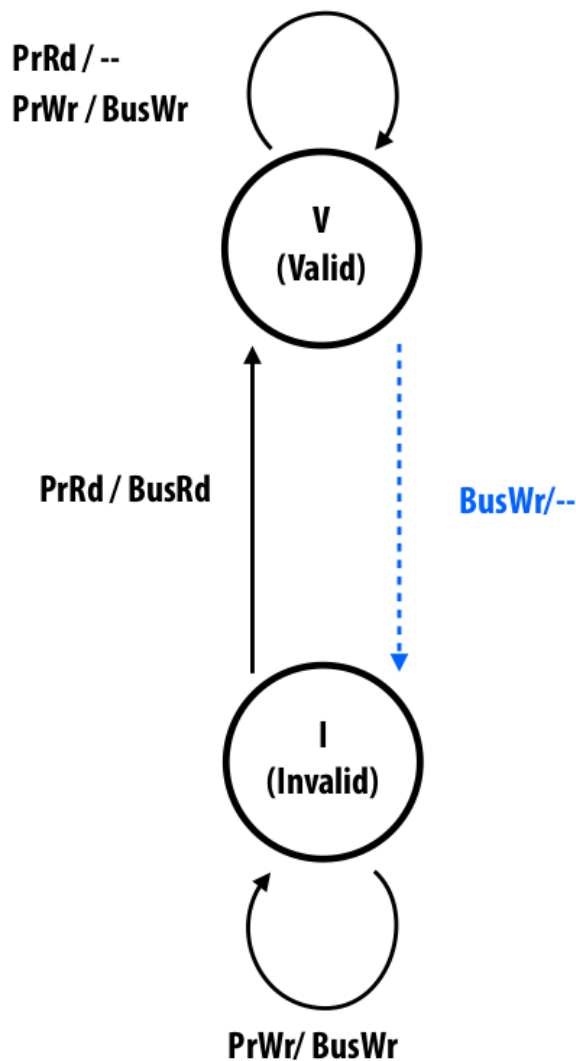 PrRd / --
PrWr / BusWr
V
(Valid)
PrRd / BusRd
BusWr/--
I
(Invalid)
PrWr/ BusWr